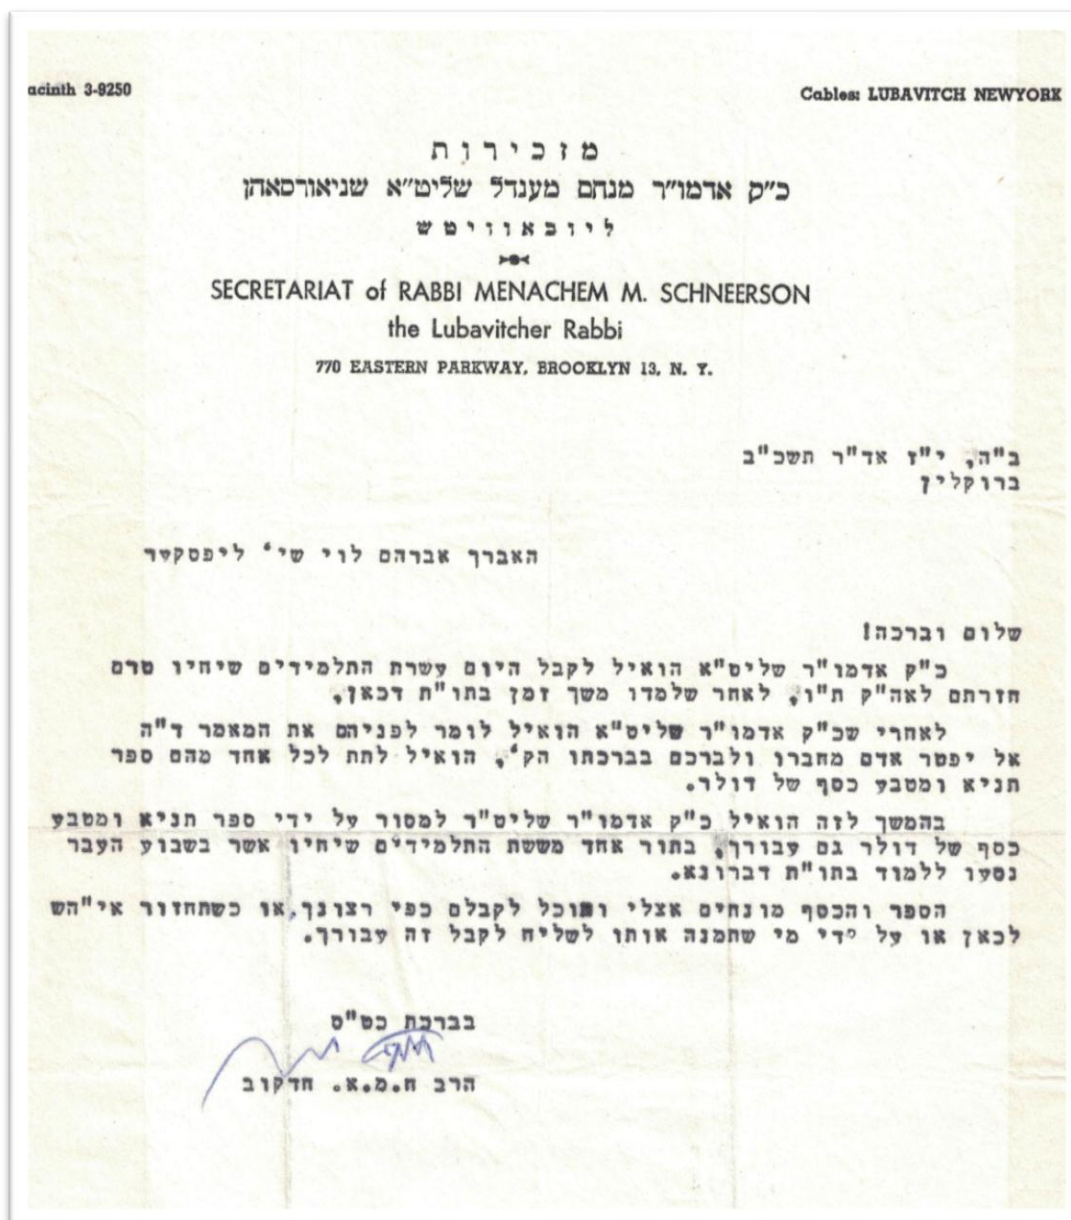 acinth 3-9250
Cables: LUBAVITCH NEWYORK
מזכירות
כ״ק אדמו״ר מנחם מענדל שליט״א שניאורסאהן
ליובאוויטש
SECRETARIAT of RABBI MENACHEM M. SCHNEERSON
the Lubavitcher Rabbi
770 EASTERN PARKWAY, BROOKLYN 13, N. Y.
ב"ה, י"ז אד"ר תשכ"ב
ברוקלין
האברך אברהם לוי שי' ליפסקער
שלום וברכה!
כ"ק אדמו"ר שליט"א הואיל לקבל היום עשרת התלמידים שיחיו טרם
חזרתם לאה"ק ת"ו, לאחר שלמדו משך זמן בתו"ת דכאן.
לאחרי שכ"ק אדמו"ר שליט"א הואיל לומר לפניהם את המאמר ד"ה
אל יפטר אדם מחברו ולברכם בברכתו הק', הואיל לתת לכל אחד מהם ספר
תניא ומטבע כסף של דולר.
בהמשך לזה הואיל כ"ק אדמו"ר שליט"ר למסור על ידי ספר תניא ומטבע
כסף של דולר גם עבורך, בתור אחד מששת התלמידים שיחיו אשר בשבוע העבר
נסעו ללמוד בתו"ת דברונא.
הספר והכסף מונחים אצלי ותוכל לקבלם כפי רצונך, או כשתחזור אי"הש
לכאן או על ידי מי שתמנה אותו לשליח לקבל זה עבורך.
בברכת כט"ס
הרב ח.מ.א. חדקוב